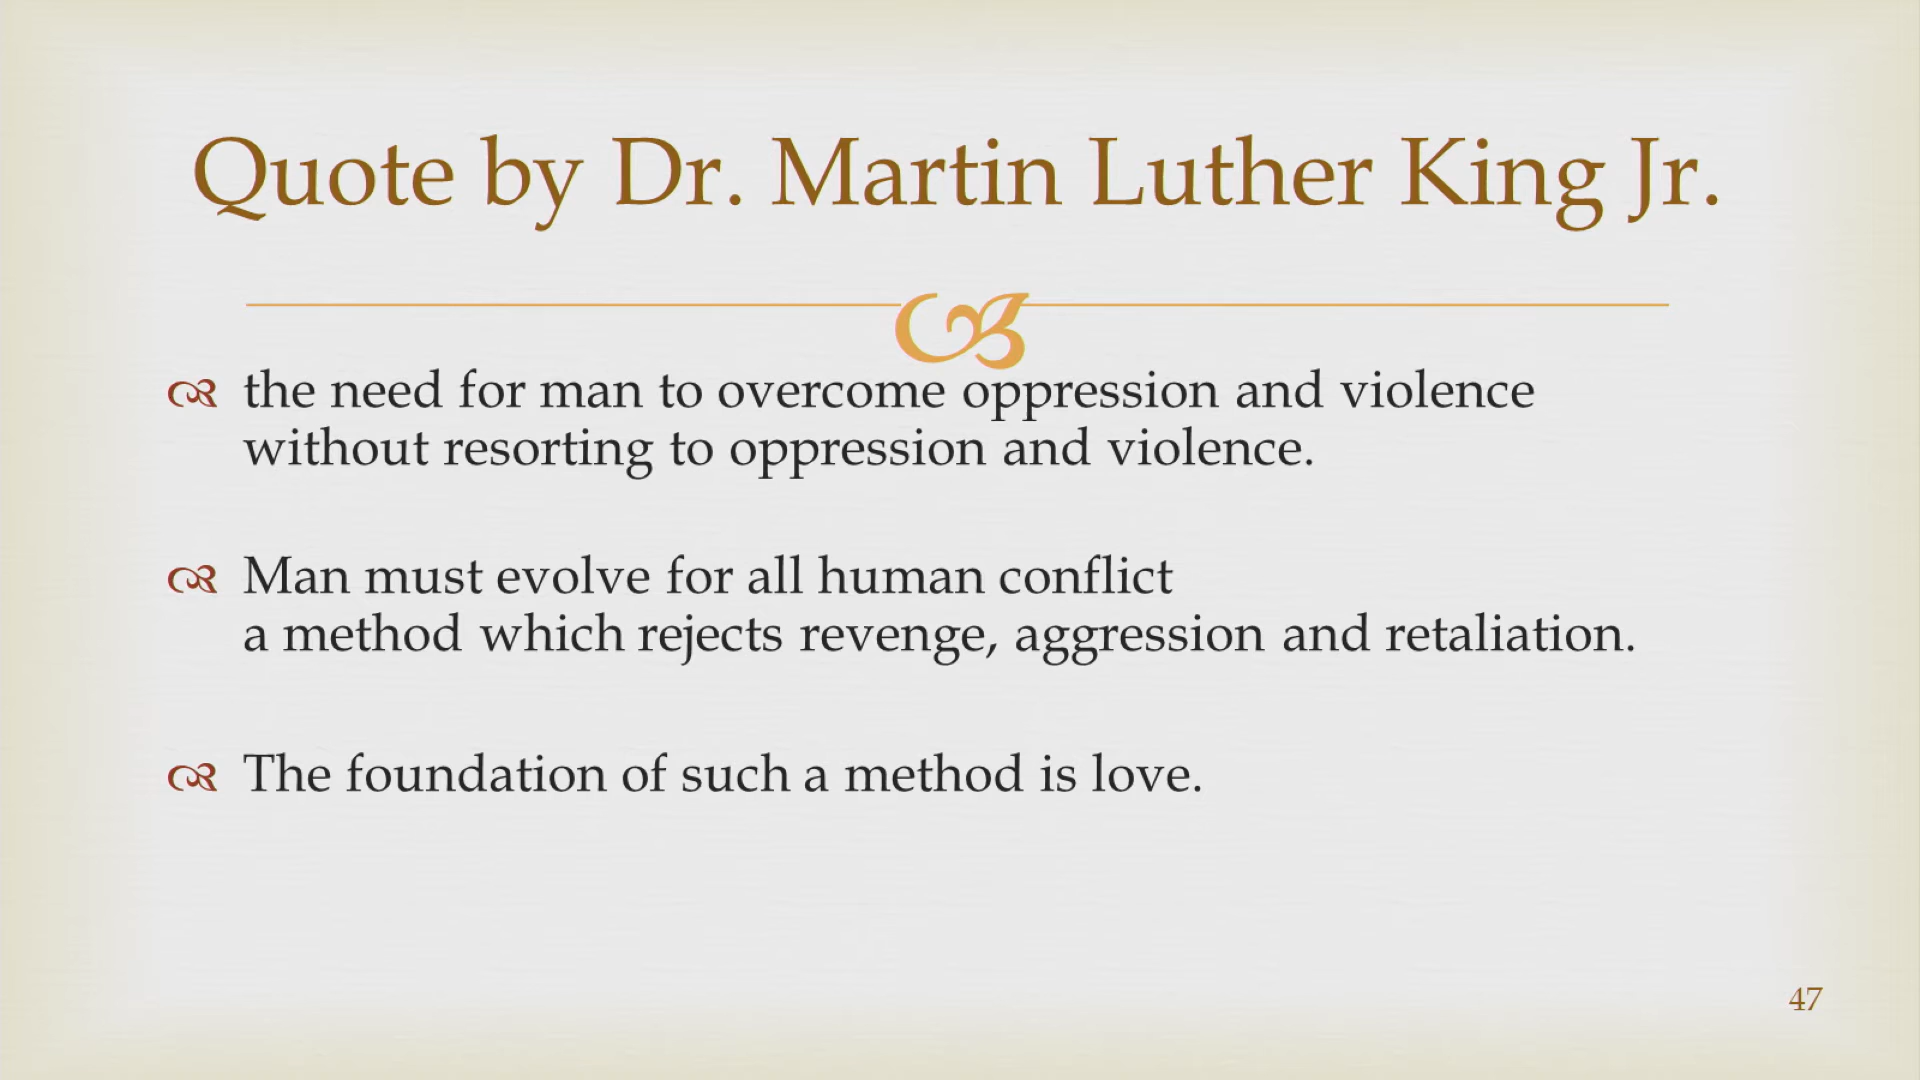 Quote by Dr. Martin Luther King Jr.
the need for man to overcome oppression and violence
without resorting to oppression and violence.
Man must evolve for all human conflict
a method which rejects revenge, aggression and retaliation.
The foundation of such a method is love.
47